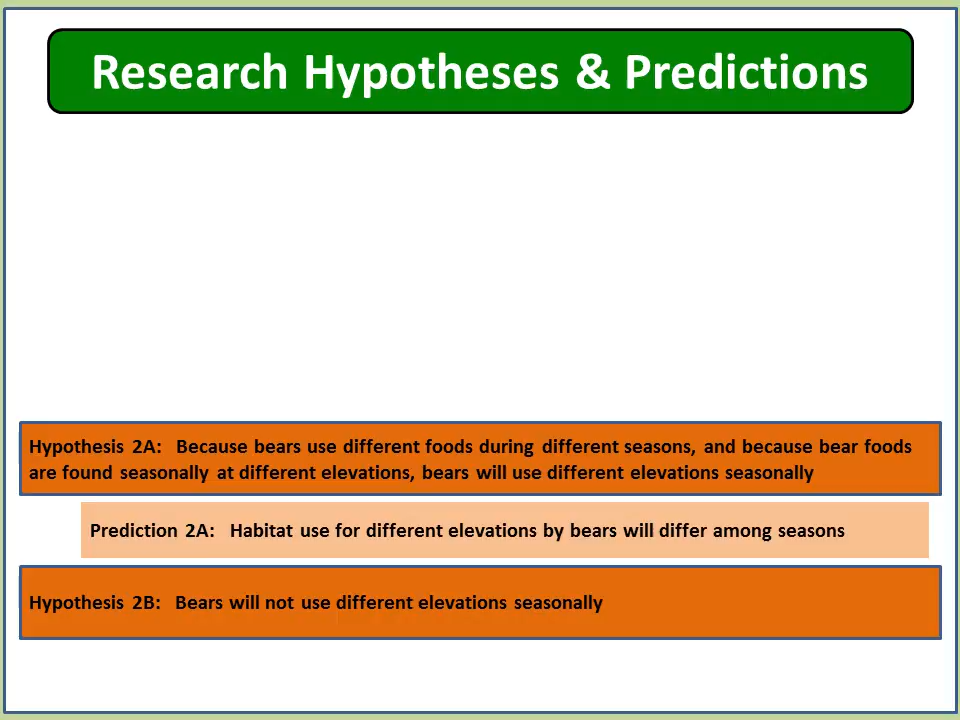 Research Hypotheses & Predictions
Hypothesis 2A: Because bears use different foods during different seasons, and because bear foods
are found seasonally at different elevations, bears will use different elevations seasonally
Prediction 2A: Habitat use for different elevations by bears will differ among seasons
Hypothesis 2B: Bears will not use different elevations seasonally